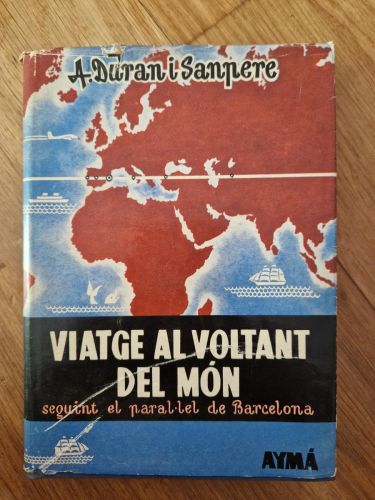 A. Duran i Sanpere
VIATGE AL VOLTANT
DEL MÓN
seguint el paral·lel de Barcelona
AYMÁ